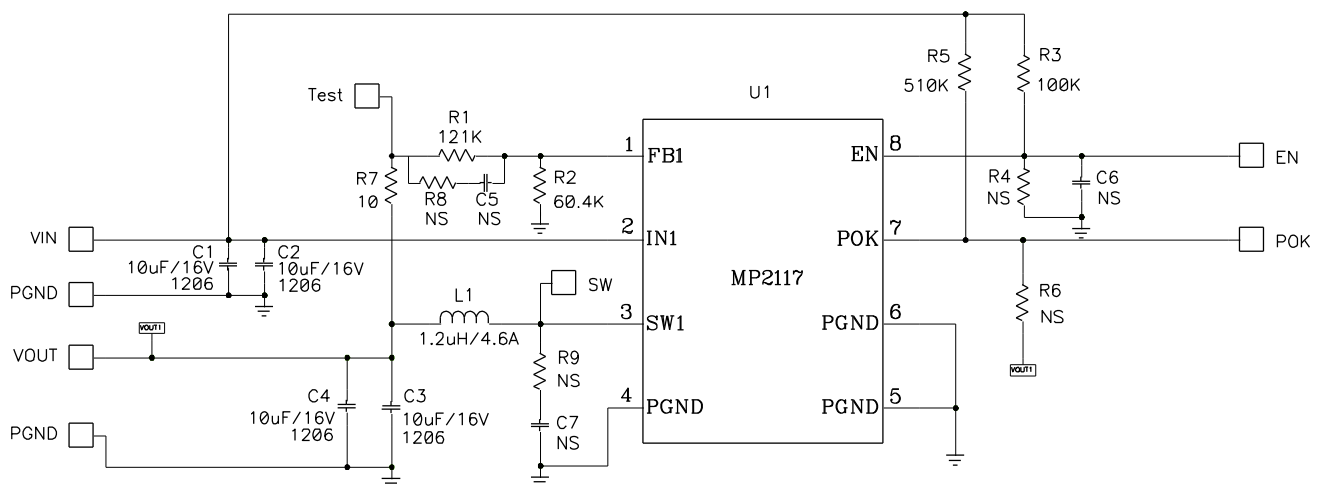 R5
510K
R3
100K
U1
Test
R1
121K
1
FB1
EN
8
EN
R7
10
R8
NS
C5
NS
R2
60.4K
R4
NS
C6
NS
VIN
C1
10uF/16V
1206
C2
10uF/16V
1206
2
IN1
POK
7
POK
PGND
SW
MP2117
R6
NS
L1
1.2uH/4.6A
3
SW1
PGND
6
VOUT1
VOUT
R9
NS
VOUT1
C4
10uF/16V
1206
C3
10uF/16V
1206
4
PGND
PGND
5
PGND
C7
NS